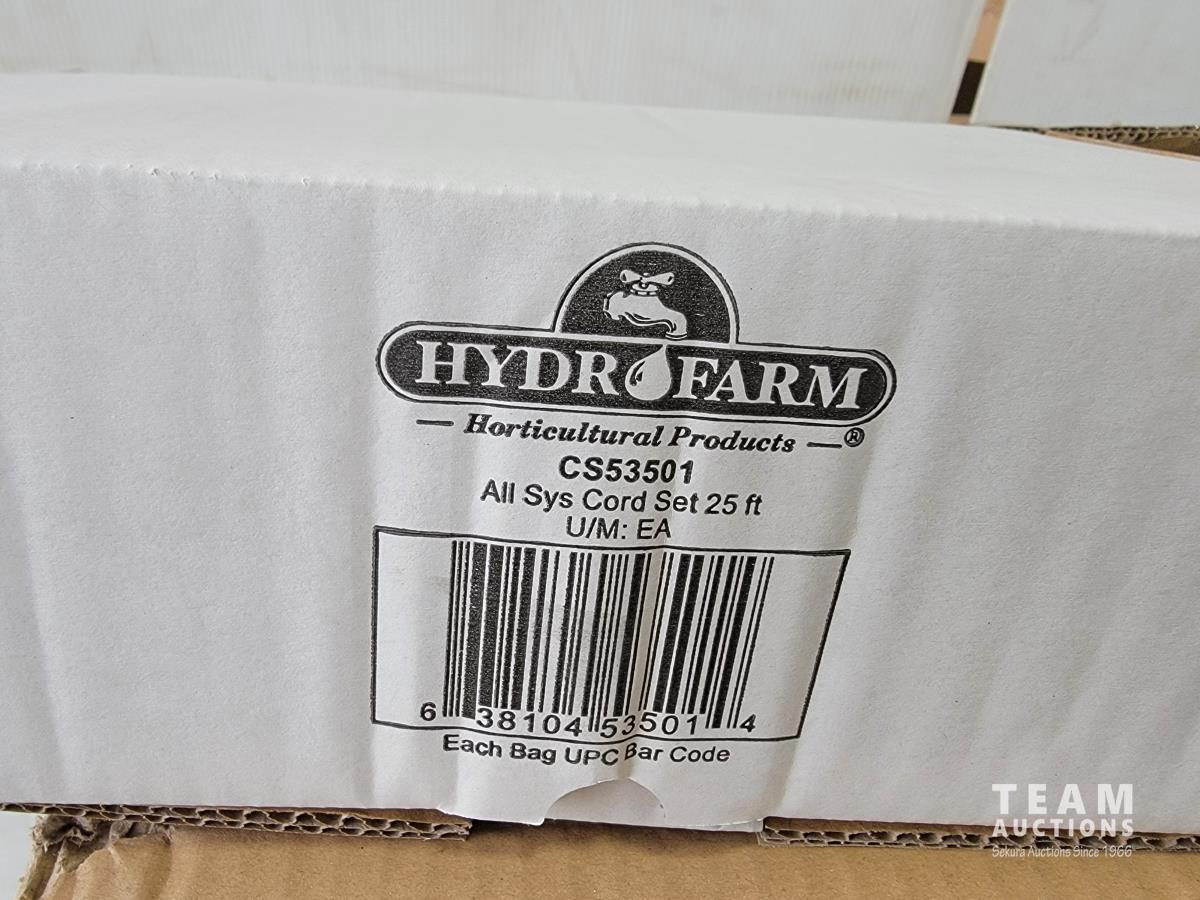 HYDROFARM
— Horticultural Products — ®
CS53501
All Sys Cord Set 25 ft
U/M: EA
6 38104 53501 4
Each Bag UPC Bar Code
TEAM
AUCTIONS
Sekura Auctions Since 1966